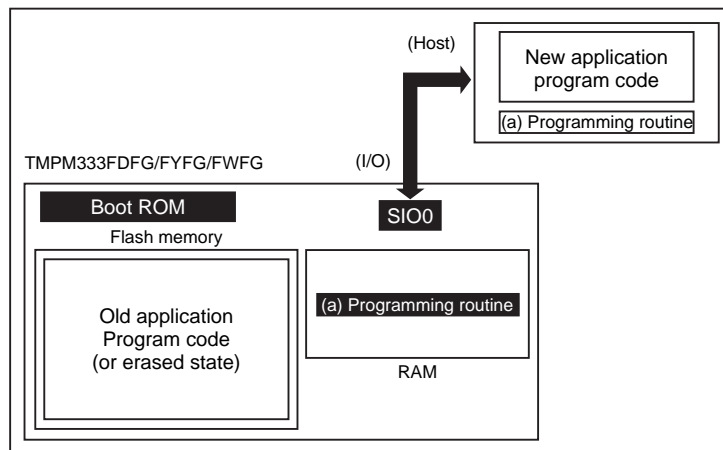 (Host)
New application
program code
(a) Programming routine
TMPM333FDFG/FYFG/FWFG
(I/O)
Boot ROM
SIO0
Flash memory
Old application
Program code
(or erased state)
(a) Programming routine
RAM